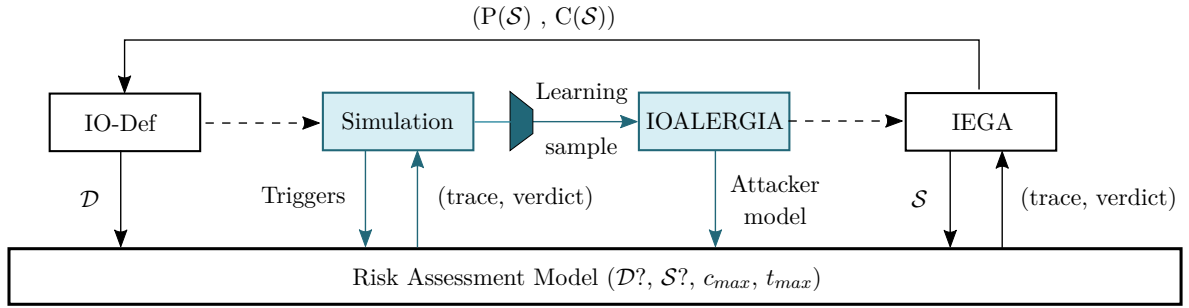 (P(𝒮) , C(𝒮))
IO-Def
Simulation
Learning
sample
IOALERGIA
IEGA
𝒟
Triggers
(trace, verdict)
Attacker
model
𝒮
(trace, verdict)
Risk Assessment Model (𝒟?, 𝒮?, c_max, t_max)